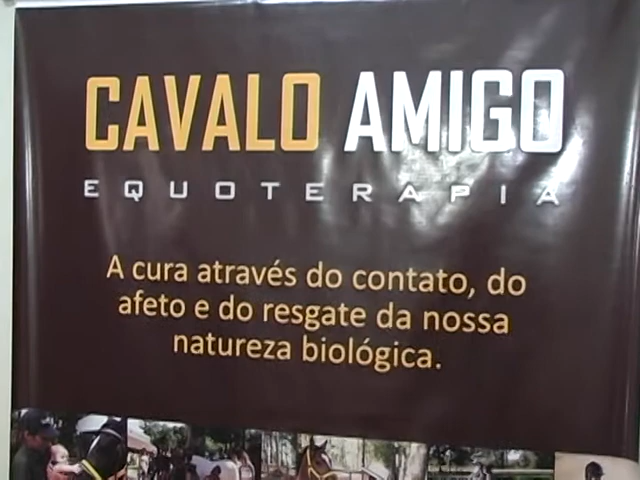 CAVALO AMIGO
EQUOTERAPIA
A cura através do contato, do
afeto e do resgate da nossa
natureza biológica.